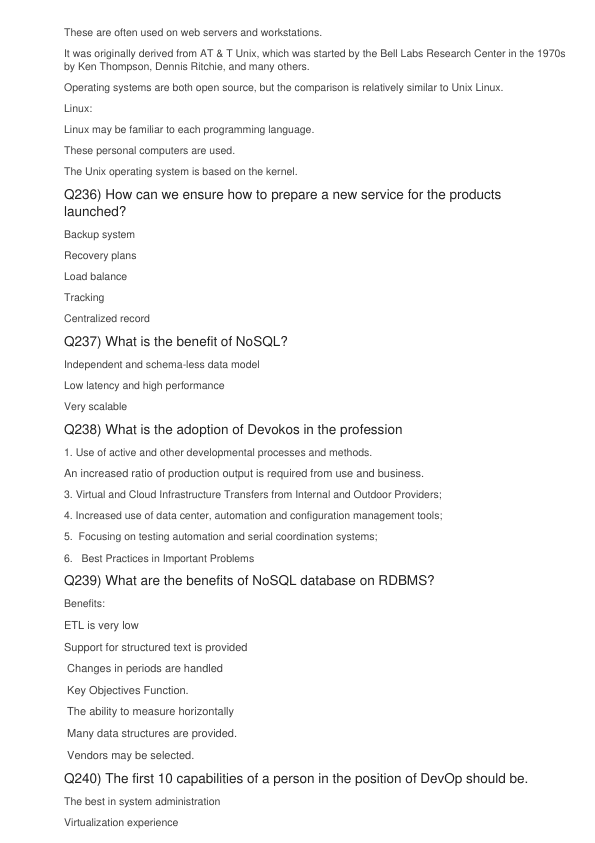 These are often used on web servers and workstations.
It was originally derived from AT & T Unix, which was started by the Bell Labs Research Center in the 1970s
by Ken Thompson, Dennis Ritchie, and many others.
Operating systems are both open source, but the comparison is relatively similar to Unix Linux.
Linux:
Linux may be familiar to each programming language.
These personal computers are used.
The Unix operating system is based on the kernel.
Q236) How can we ensure how to prepare a new service for the products
launched?
Backup system
Recovery plans
Load balance
Tracking
Centralized record
Q237) What is the benefit of NoSQL?
Independent and schema-less data model
Low latency and high performance
Very scalable
Q238) What is the adoption of Devokos in the profession
1. Use of active and other developmental processes and methods.
An increased ratio of production output is required from use and business.
3. Virtual and Cloud Infrastructure Transfers from Internal and Outdoor Providers;
4. Increased use of data center, automation and configuration management tools;
5. Focusing on testing automation and serial coordination systems;
6. Best Practices in Important Problems
Q239) What are the benefits of NoSQL database on RDBMS?
Benefits:
ETL is very low
Support for structured text is provided
Changes in periods are handled
Key Objectives Function.
The ability to measure horizontally
Many data structures are provided.
Vendors may be selected.
Q240) The first 10 capabilities of a person in the position of DevOp should be.
The best in system administration
Virtualization experience